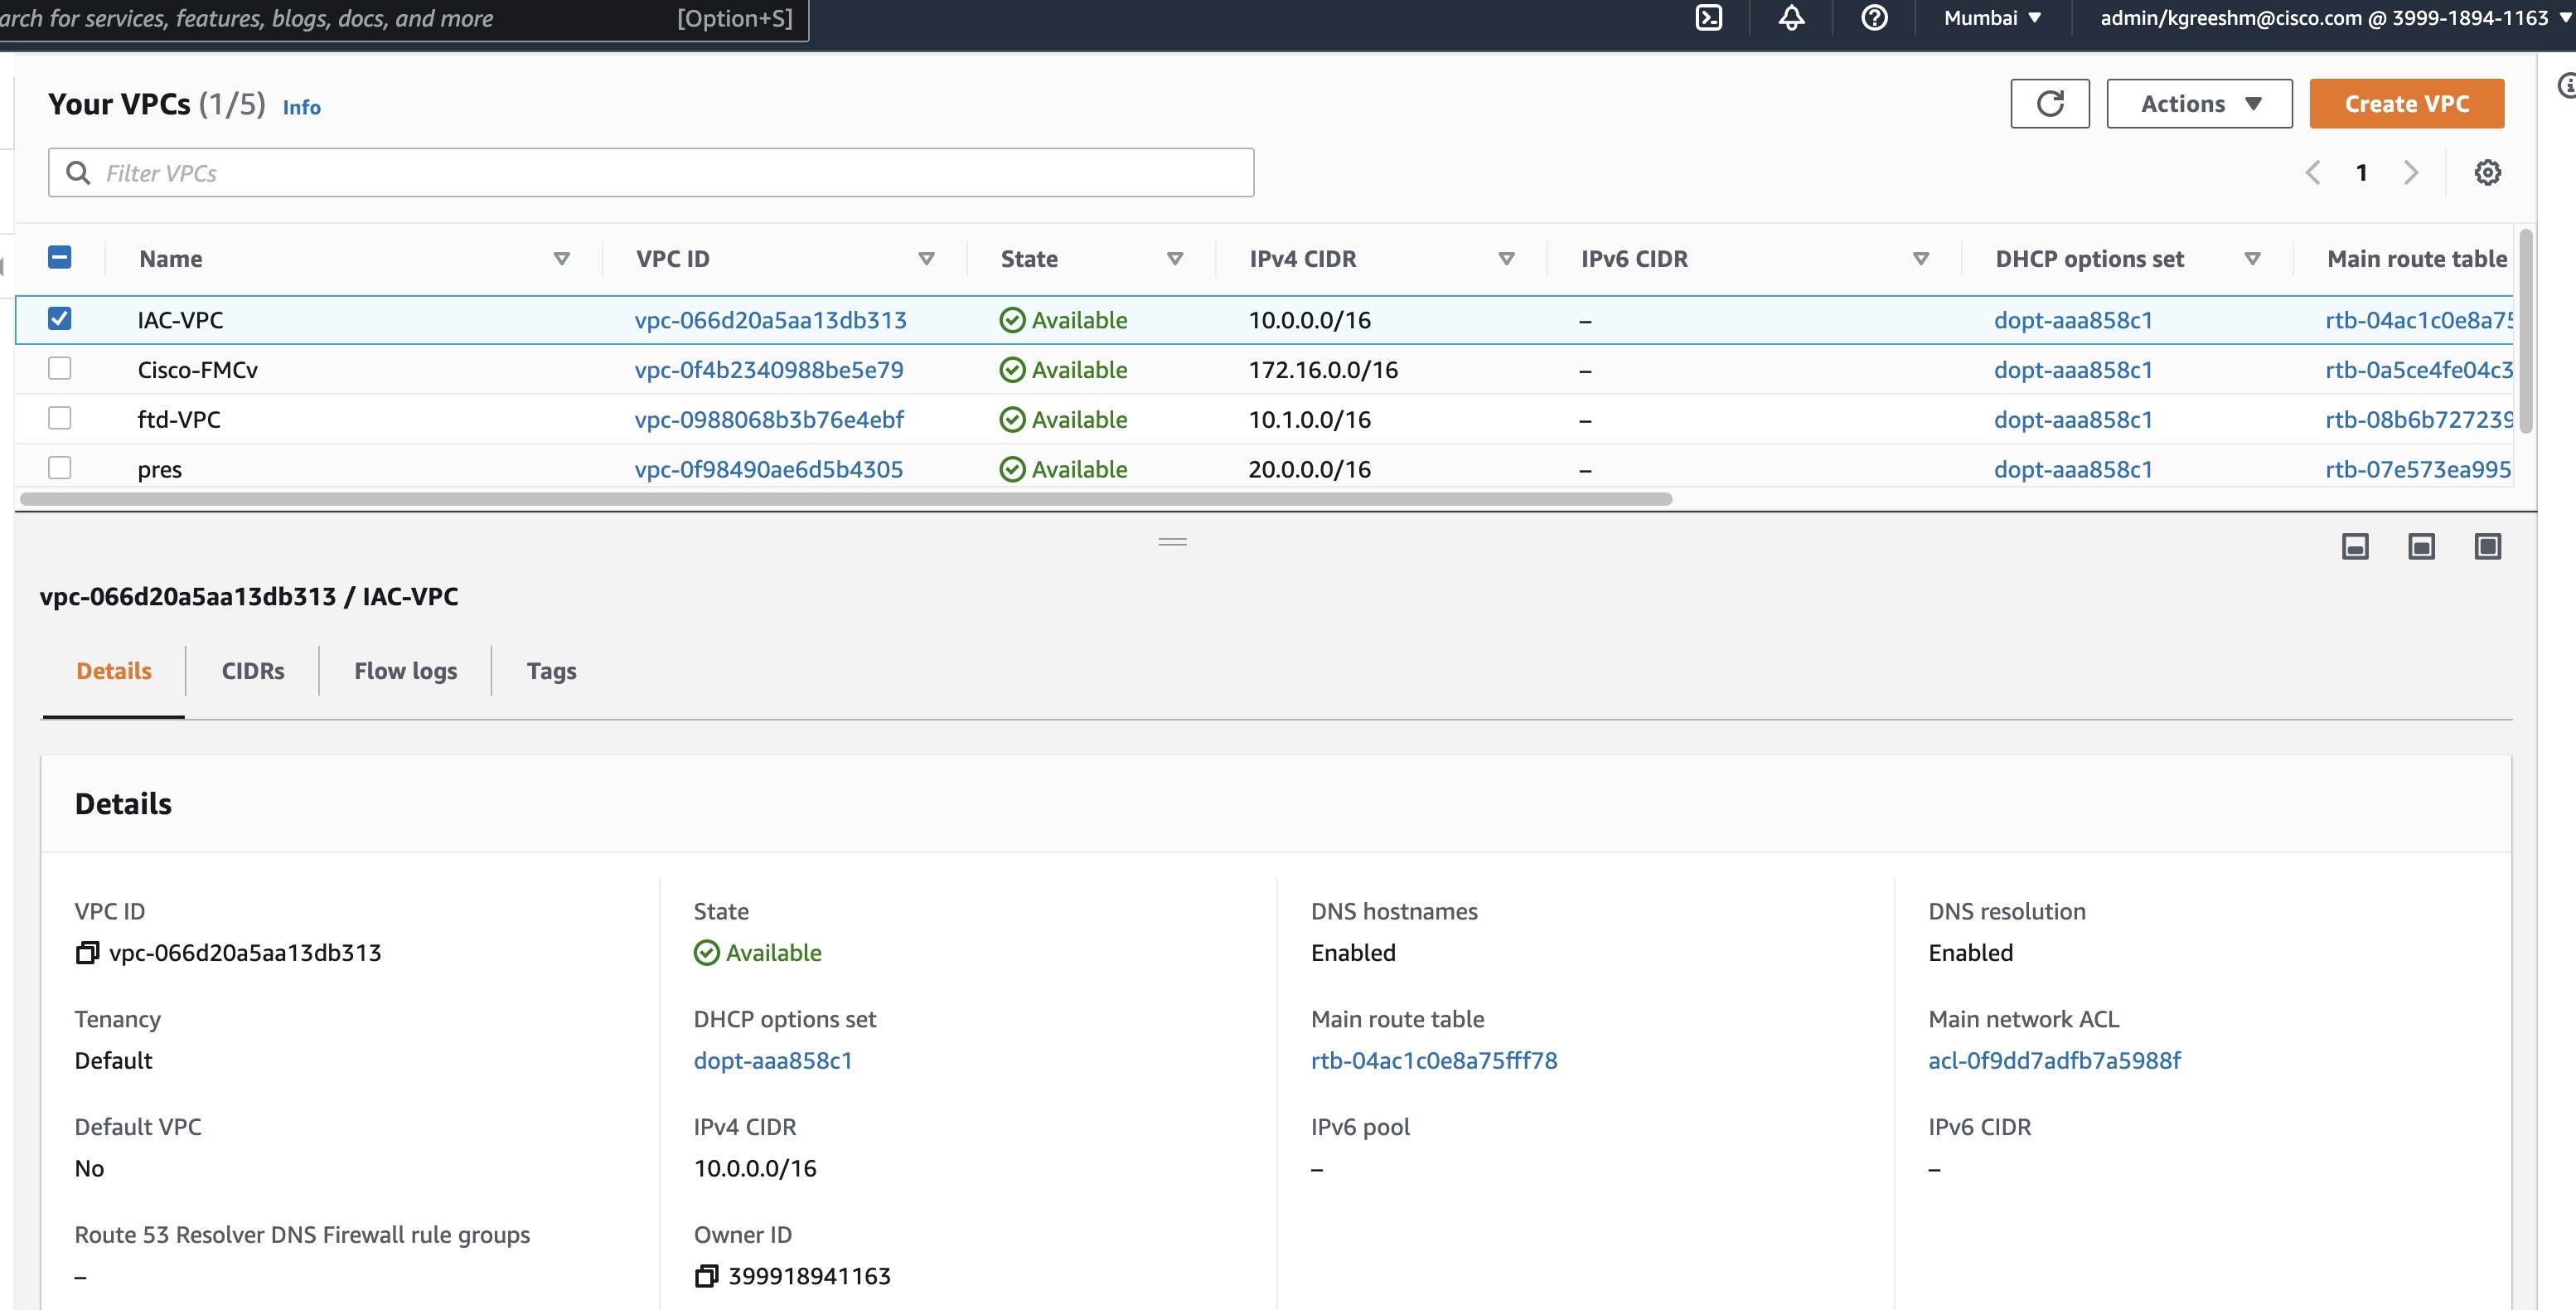 arch for services, features, blogs, docs, and more [Option+S] Mumbai ▼ admin/kgreeshm@cisco.com @ 3999-1894-1163 ▼
Your VPCs (1/5) Info Actions ▼ Create VPC
Filter VPCs 1
Name VPC ID State IPv4 CIDR IPv6 CIDR DHCP options set Main route table
IAC-VPC vpc-066d20a5aa13db313 Available 10.0.0.0/16 – dopt-aaa858c1 rtb-04ac1c0e8a75
Cisco-FMCv vpc-0f4b2340988be5e79 Available 172.16.0.0/16 – dopt-aaa858c1 rtb-0a5ce4fe04c3
ftd-VPC vpc-0988068b3b76e4ebf Available 10.1.0.0/16 – dopt-aaa858c1 rtb-08b6b727239
pres vpc-0f98490ae6d5b4305 Available 20.0.0.0/16 – dopt-aaa858c1 rtb-07e573ea995
vpc-066d20a5aa13db313 / IAC-VPC
Details CIDRs Flow logs Tags
Details
VPC ID State DNS hostnames DNS resolution
vpc-066d20a5aa13db313 Available Enabled Enabled
Tenancy DHCP options set Main route table Main network ACL
Default dopt-aaa858c1 rtb-04ac1c0e8a75fff78 acl-0f9dd7adfb7a5988f
Default VPC IPv4 CIDR IPv6 pool IPv6 CIDR
No 10.0.0.0/16 – –
Route 53 Resolver DNS Firewall rule groups Owner ID
– 399918941163